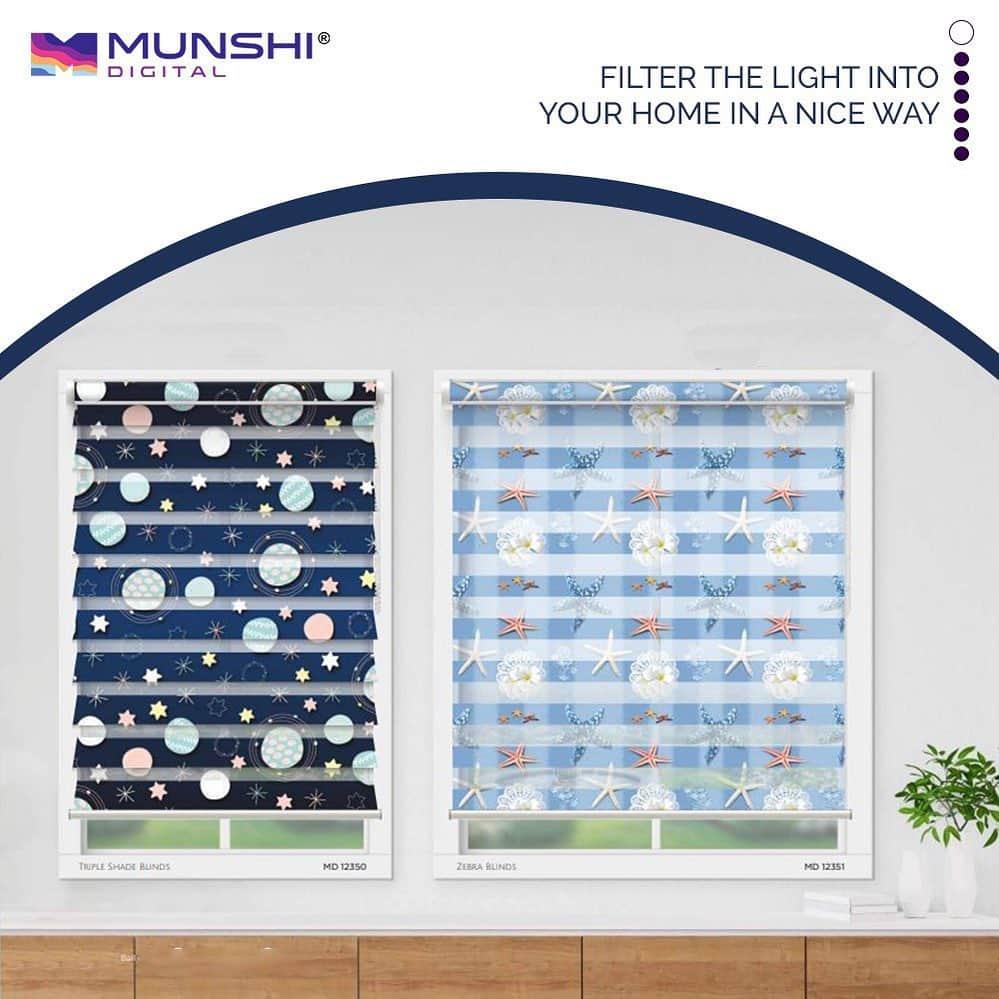 MUNSHI®
DIGITAL
FILTER THE LIGHT INTO
YOUR HOME IN A NICE WAY
TRIPLE SHADE BLINDS MD 12350
ZEBRA BLINDS MD 12351